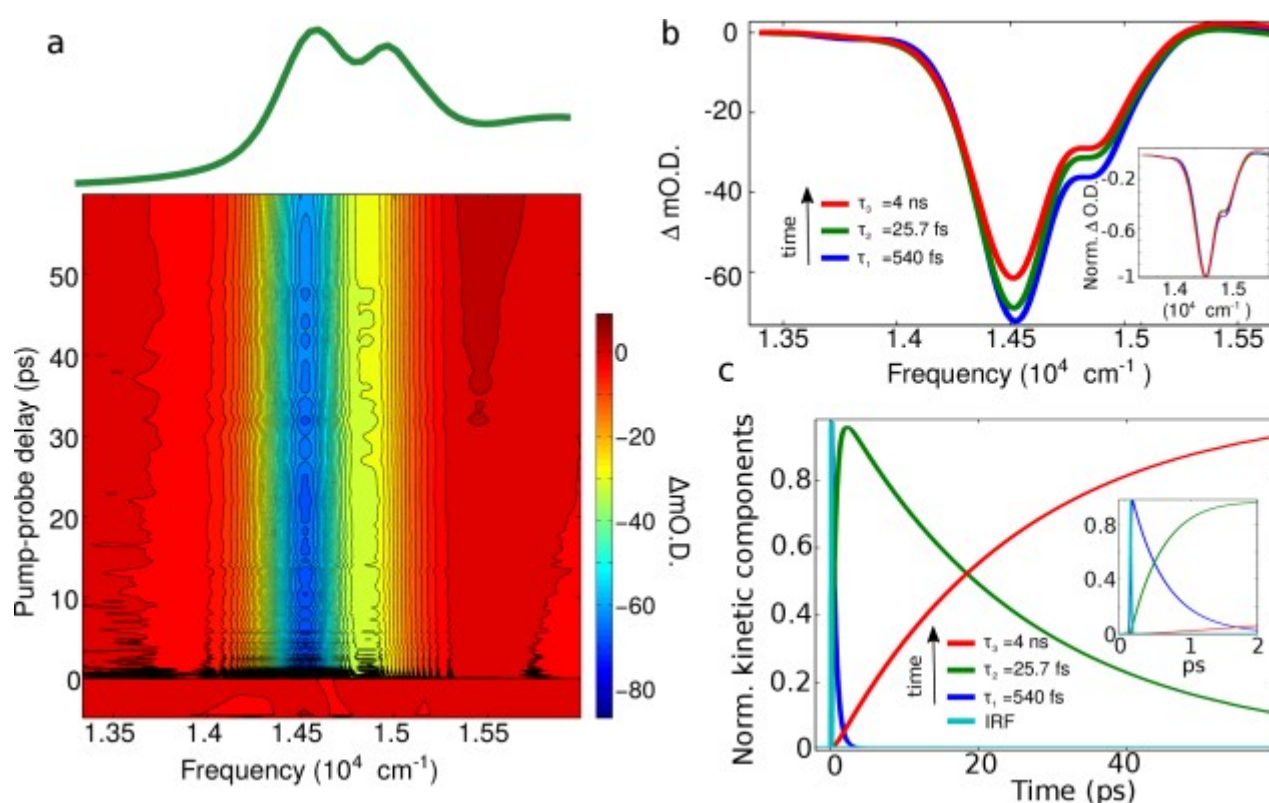 a
Pump-probe delay (ps)
50
40
30
20
10
0
1.35
1.4
1.45
1.5
1.55
Frequency (10⁴ cm⁻¹)
0
−20
−40
−60
−80
ΔmO.D.
b
Δ mO.D.
0
-20
-40
-60
time
τ₃ =4 ns
τ₂ =25.7 fs
τ₁ =540 fs
Norm. Δ O.D.
-0.2
-0.6
-1
1.4
1.5
(10⁴ cm⁻¹)
1.35
1.4
1.45
1.5
1.55
Frequency (10⁴ cm⁻¹)
c
Norm. kinetic components
0.8
0.6
0.4
0.2
0
time
τ₃ =4 ns
τ₂ =25.7 fs
τ₁ =540 fs
IRF
0.8
0.4
0
0
1
2
ps
0
20
40
Time (ps)